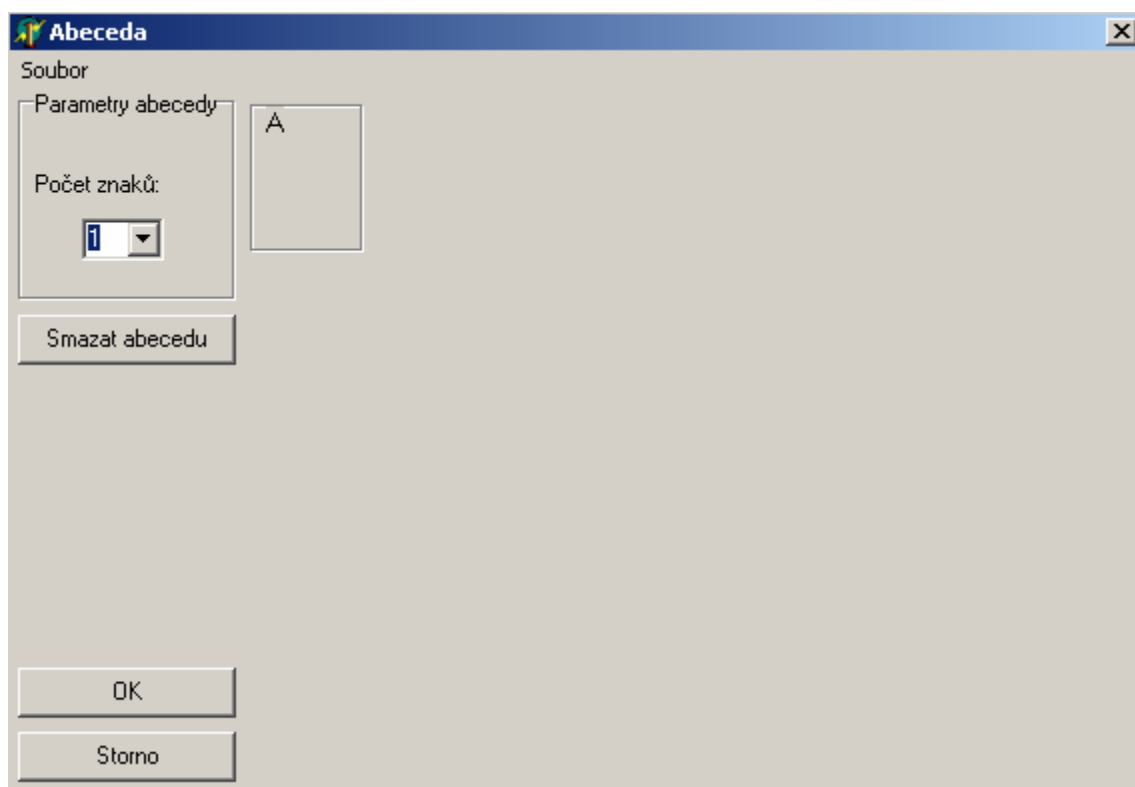 Abeceda
Soubor
Parametry abecedy
A
Počet znaků:
1
Smazat abecedu
OK
Storno